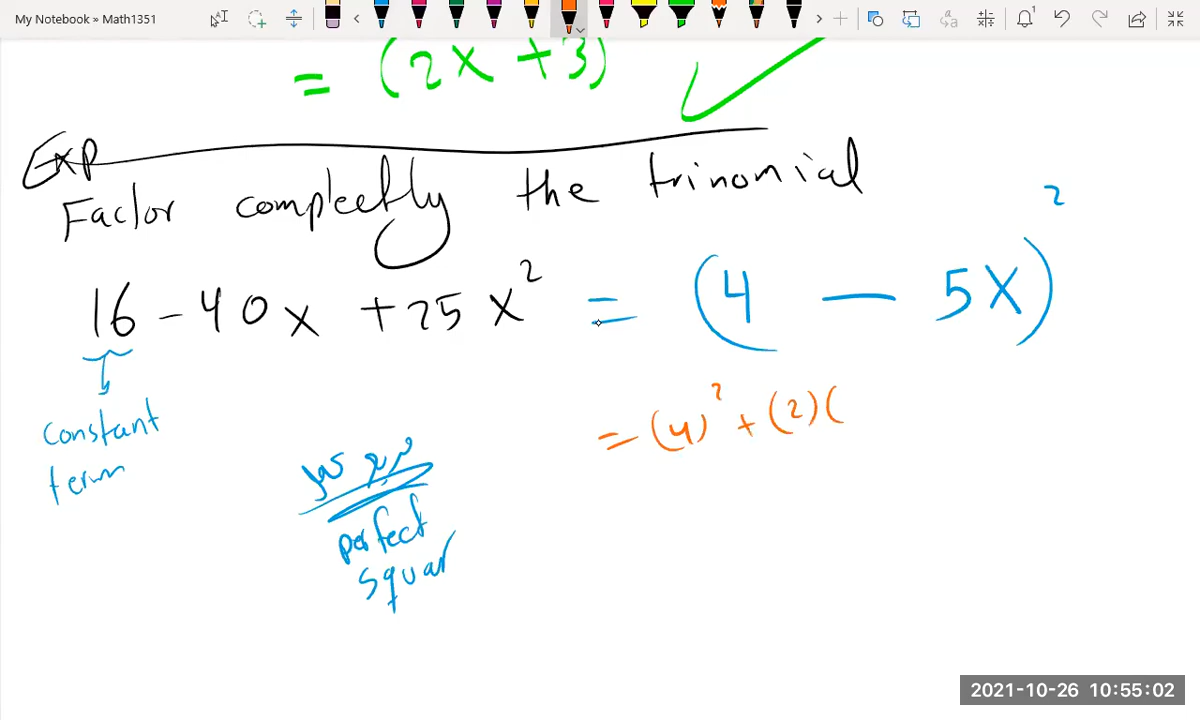 My Notebook » Math1351
= (2x +3)
EXP
Factor compleetly the trinomial
16 - 40x + 25x² = (4 — 5x)²
constant
term
= (4)² + (2)(
perfect
squar
2021-10-26 10:55:02